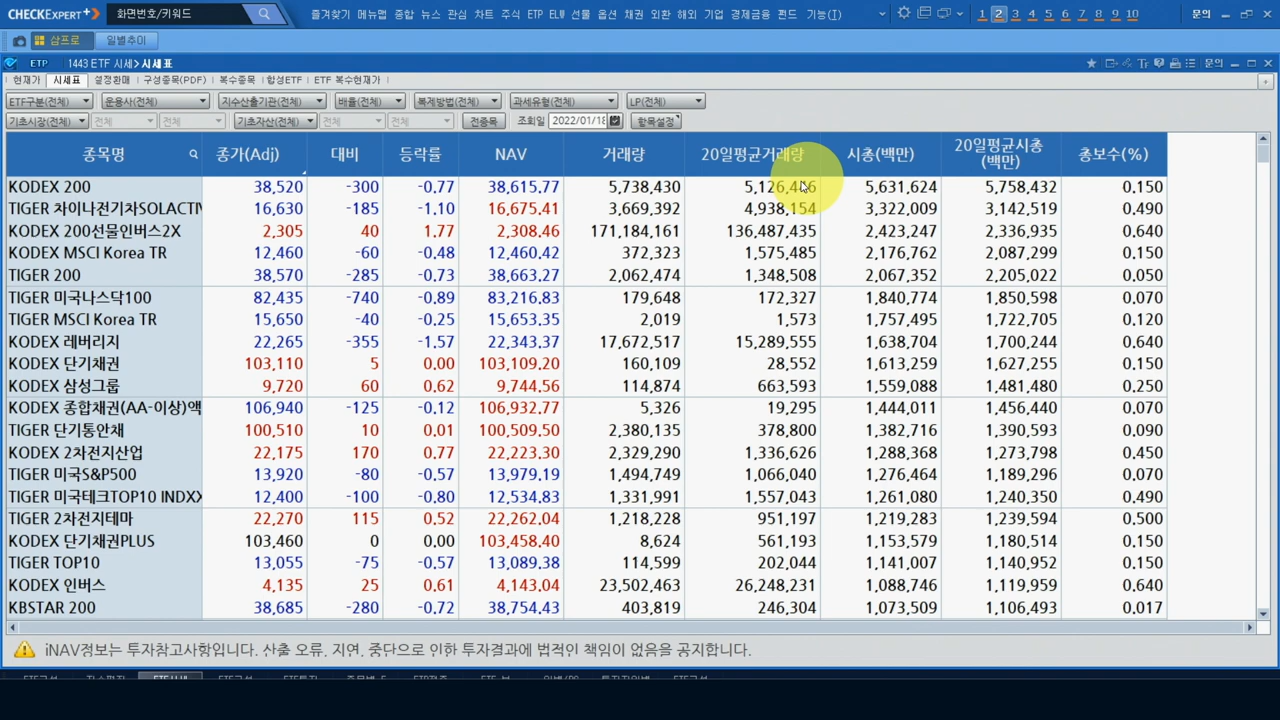 CHECKExpert+ 화면번호/키워드 즐겨찾기 메뉴맵 종합 뉴스 관심 차트 주식 ETP ELW 선물 옵션 채권 외환 해외 기업 경제금융 펀드 기능(I) 1 2 3 4 5 6 7 8 9 10 문의
삼프로 일별추이
ETP 1443 ETF 시세>시세표 문의
현재가 시세표 설정환매 구성종목(PDF) 복수종목 합성ETF ETF 복수현재가
ETF구분(전체) 운용사(전체) 지수산출기관(전체) 배율(전체) 복제방법(전체) 과세유형(전체) LP(전체)
기초시장(전체) 전체 전체 기초자산(전체) 전체 전체 전종목 조회일 2022/01/18 항목설정
종목명 종가(Adj) 대비 등락률 NAV 거래량 20일평균거래량 시총(백만) 20일평균시총 (백만) 총보수(%)
KODEX 200 38,520 -300 -0.77 38,615.77 5,738,430 5,126,4 6 5,631,624 5,758,432 0.150
TIGER 차이나전기차SOLACTIV 16,630 -185 -1.10 16,675.41 3,669,392 4,938,154 3,322,009 3,142,519 0.490
KODEX 200선물인버스2X 2,305 40 1.77 2,308.46 171,184,161 136,487,435 2,423,247 2,336,935 0.640
KODEX MSCI Korea TR 12,460 -60 -0.48 12,460.42 372,323 1,575,485 2,176,762 2,087,299 0.150
TIGER 200 38,570 -285 -0.73 38,663.27 2,062,474 1,348,508 2,067,352 2,205,022 0.050
TIGER 미국나스닥100 82,435 -740 -0.89 83,216.83 179,648 172,327 1,840,774 1,850,598 0.070
TIGER MSCI Korea TR 15,650 -40 -0.25 15,653.35 2,019 1,573 1,757,495 1,722,705 0.120
KODEX 레버리지 22,265 -355 -1.57 22,343.37 17,672,517 15,289,555 1,638,704 1,700,244 0.640
KODEX 단기채권 103,110 5 0.00 103,109.20 160,109 28,552 1,613,259 1,627,255 0.150
KODEX 삼성그룹 9,720 60 0.62 9,744.56 114,874 663,593 1,559,088 1,481,480 0.250
KODEX 종합채권(AA-이상)액 106,940 -125 -0.12 106,932.77 5,326 19,295 1,444,011 1,456,440 0.070
TIGER 단기통안채 100,510 10 0.01 100,509.50 2,380,135 378,800 1,382,716 1,390,593 0.090
KODEX 2차전지산업 22,175 170 0.77 22,223.30 2,329,290 1,336,626 1,288,368 1,273,798 0.450
TIGER 미국S&P500 13,920 -80 -0.57 13,979.19 1,494,749 1,066,040 1,276,464 1,189,296 0.070
TIGER 미국테크TOP10 INDXX 12,400 -100 -0.80 12,534.83 1,331,991 1,557,043 1,261,080 1,240,350 0.490
TIGER 2차전지테마 22,270 115 0.52 22,262.04 1,218,228 951,197 1,219,283 1,239,594 0.500
KODEX 단기채권PLUS 103,460 0 0.00 103,458.40 8,624 561,193 1,153,579 1,180,514 0.150
TIGER TOP10 13,055 -75 -0.57 13,089.38 114,599 202,044 1,141,007 1,140,952 0.150
KODEX 인버스 4,135 25 0.61 4,143.04 23,502,463 26,248,231 1,088,746 1,119,959 0.640
KBSTAR 200 38,685 -280 -0.72 38,754.43 403,819 246,304 1,073,509 1,106,493 0.017
iNAV정보는 투자참고사항입니다. 산출 오류, 지연, 중단으로 인한 투자결과에 법적인 책임이 없음을 공지합니다.